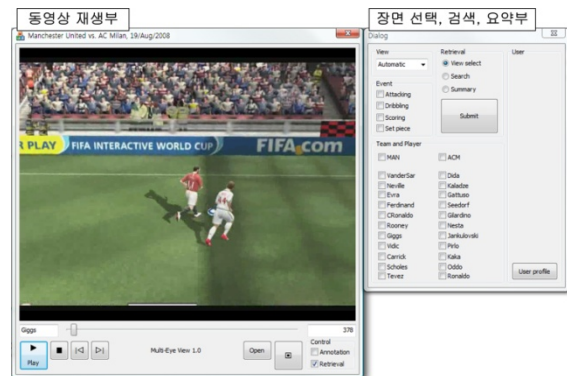 동영상 재생부
장면 선택, 검색, 요약부
Manchester United vs. AC Milan, 19/Aug/2008
R PLAY
FIFA INTERACTIVE WORLD CUP
FIFA.com
Giggs
378
Play
Multi-Eye View 1.0
Open
Control
Annotation
Retrieval
Dialog
View
Automatic
Retrieval
View select
Search
Summary
User
Event
Attacking
Dribbling
Scoring
Set piece
Submit
Team and Player
MAN
ACM
VanderSar
Dida
Neville
Kaladze
Evra
Gattuso
Ferdinand
Seedorf
CRonaldo
Gilardino
Rooney
Nesta
Giggs
Jankulovski
Vidic
Pirlo
Carrick
Kaka
Scholes
Oddo
Tevez
Ronaldo
User profile